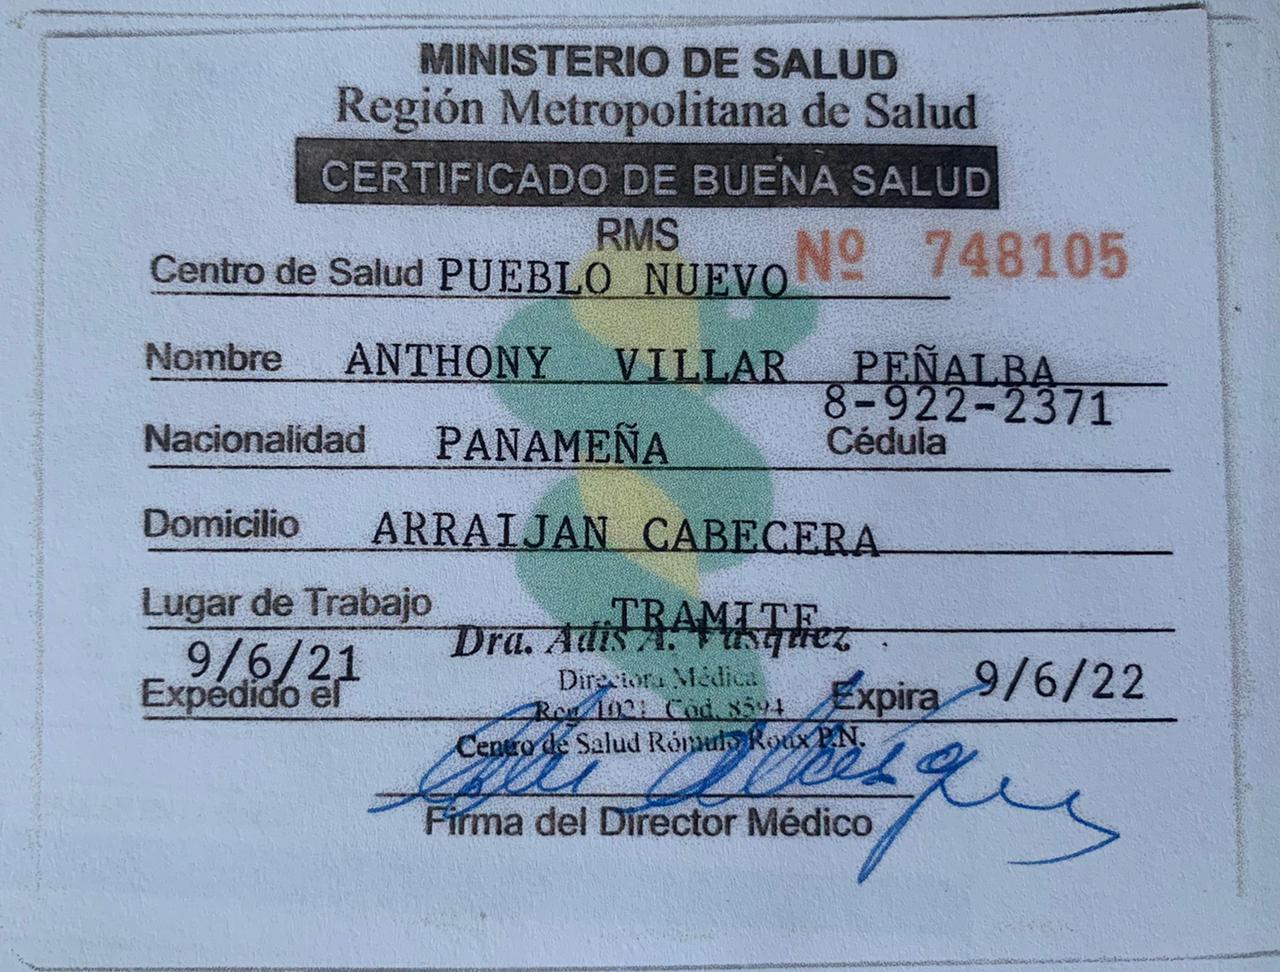 MINISTERIO DE SALUD
Región Metropolitana de Salud
CERTIFICADO DE BUENA SALUD
RMS
Nº 748105
Centro de Salud PUEBLO NUEVO
Nombre ANTHONY VILLAR PEÑALBA
8-922-2371
Nacionalidad PANAMEÑA Cédula
Domicilio ARRAIJAN CABECERA
Lugar de Trabajo TRAMITE
Dra. Adis A. Vásquez
9/6/21 9/6/22
Directora Médica
Expedido el Expira
Reg. 1021 Cod. 8594
Centro de Salud Rómulo Roux P.N.
Firma del Director Médico